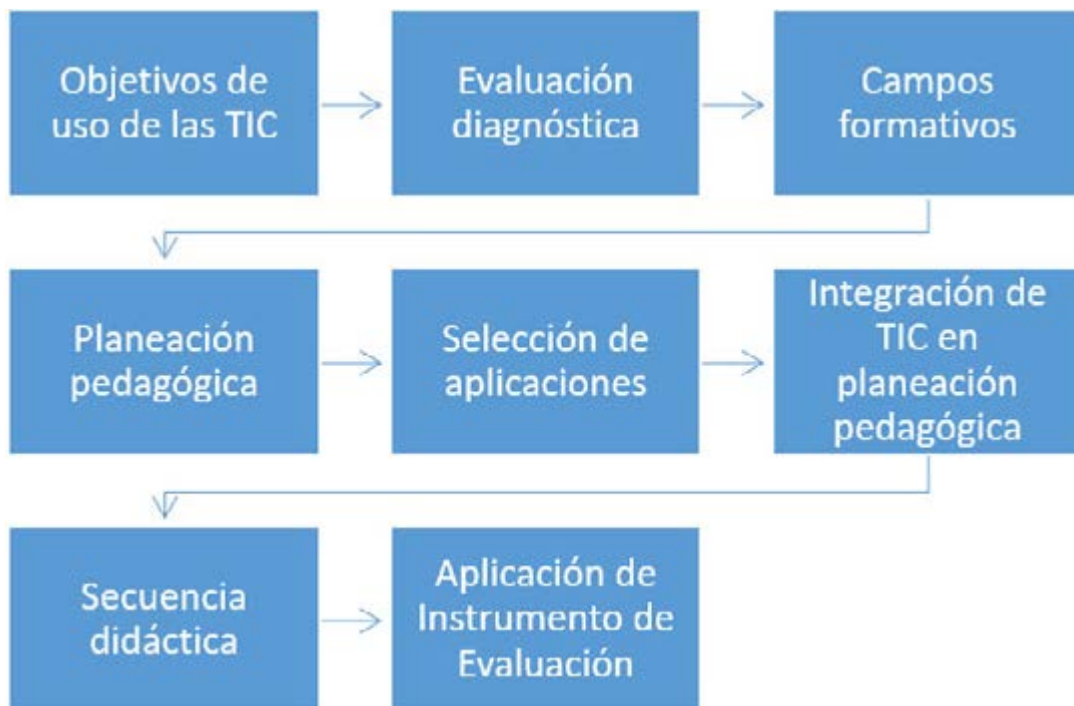 Objetivos de
uso de las TIC
Evaluación
diagnóstica
Campos
formativos
Planeación
pedagógica
Selección de
aplicaciones
Integración de
TIC en
planeación
pedagógica
Secuencia
didáctica
Aplicación de
Instrumento de
Evaluación